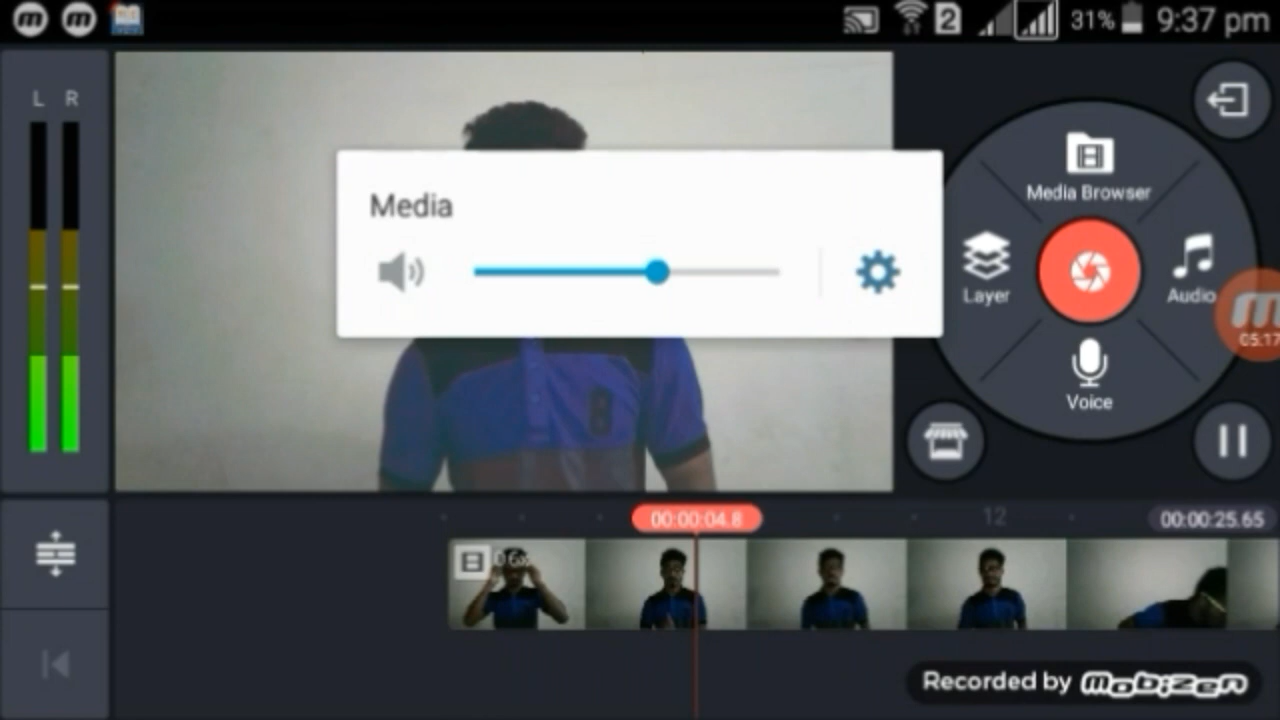 2 31% 9:37 pm
L R
Media
Media Browser
Layer
Audio
05:17
Voice
00:00:04.8
12
00:00:25.65
Recorded by mobizen